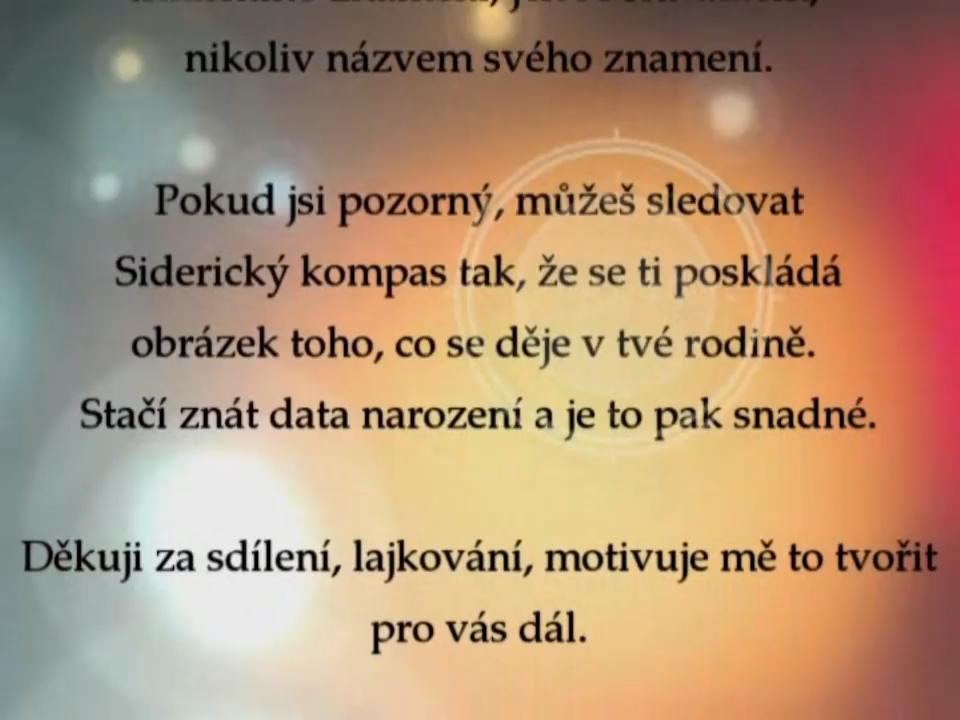 nikoliv názvem svého znamení.
Pokud jsi pozorný, můžeš sledovat
Siderický kompas tak, že se ti poskládá
obrázek toho, co se děje v tvé rodině.
Stačí znát data narození a je to pak snadné.
Děkuji za sdílení, lajkování, motivuje mě to tvořit
pro vás dál.